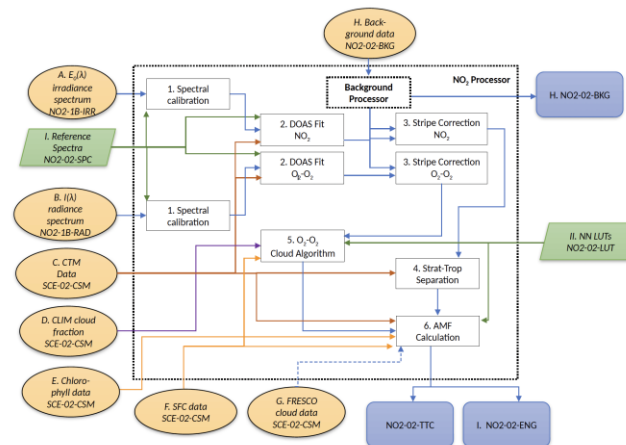 H. Back-
ground data
NO2-02-BKG
A. E₀(λ)
irradiance
spectrum
NO2-1B-IRR
1. Spectral
calibration
Background
Processor
NO₂ Processor
H. NO2-02-BKG
I. Reference
Spectra
NO2-02-SPC
2. DOAS Fit
NO₂
3. Stripe Correction
NO₂
2. DOAS Fit
O₂-O₂
3. Stripe Correction
O₂-O₂
B. I(λ)
radiance
spectrum
NO2-1B-RAD
1. Spectral
calibration
5. O₂-O₂
Cloud Algorithm
II. NN LUTs
NO2-02-LUT
C. CTM
Data
SCE-02-CSM
4. Strat-Trop
Separation
D. CLIM cloud
fraction
SCE-02-CSM
6. AMF
Calculation
E. Chloro-
phyll data
SCE-02-CSM
F. SFC data
SCE-02-CSM
G. FRESCO
cloud data
SCE-02-CSM
NO2-02-TTC
I. NO2-02-ENG